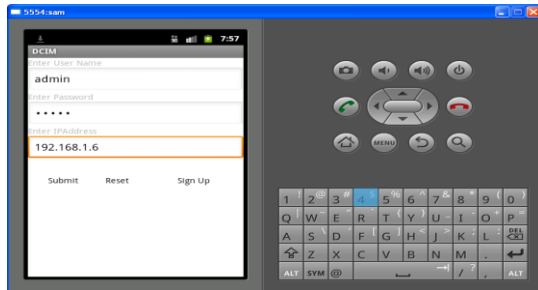 5554:sam
7:57
DCIM
Enter User Name
admin
Enter Password
•••••
Enter IPAddress
192.168.1.6
Submit Reset Sign Up
MENU
1 ! 2 @ 3 # 4 $ 5 % 6 ^ 7 & 8 * 9 ( 0 )
Q W E R T { Y } U - I O + P =
A S \ D F [ G ] H < J > K ; L : DEL
Z X C V B N M .
ALT SYM @ / ? , ALT